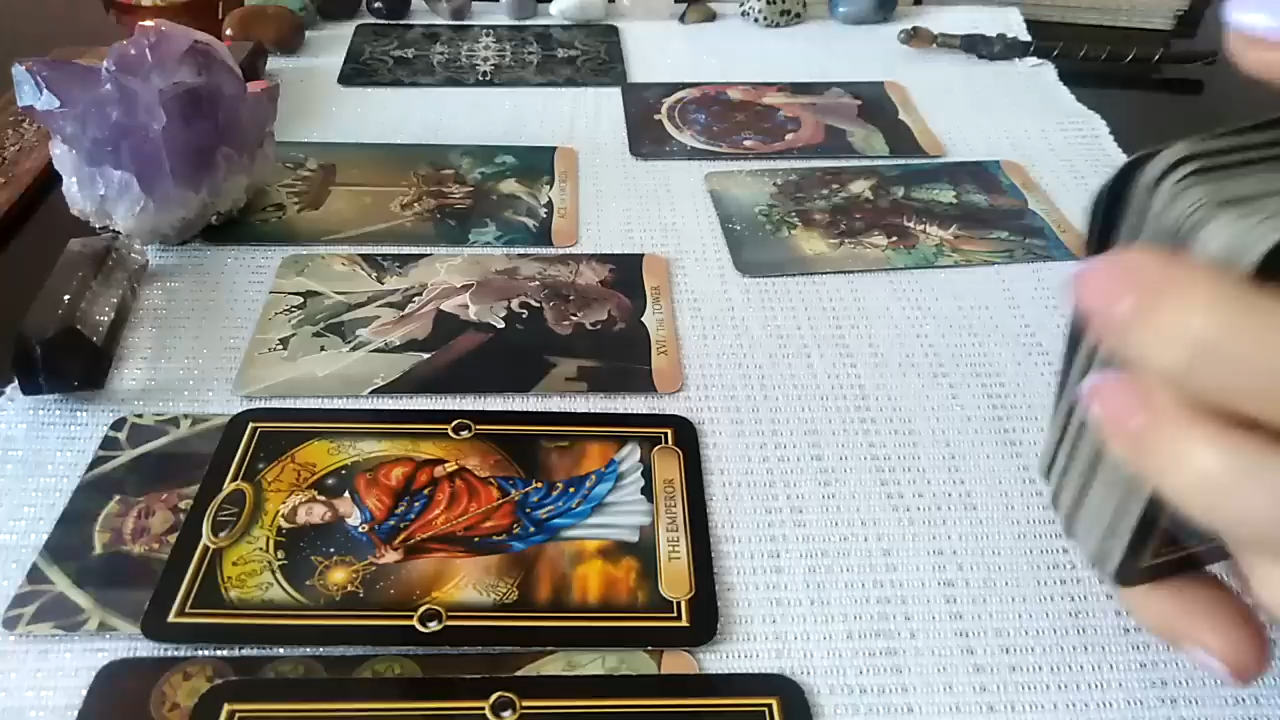 ACE OF SWORDS
XVI / THE TOWER
IV
THE EMPEROR